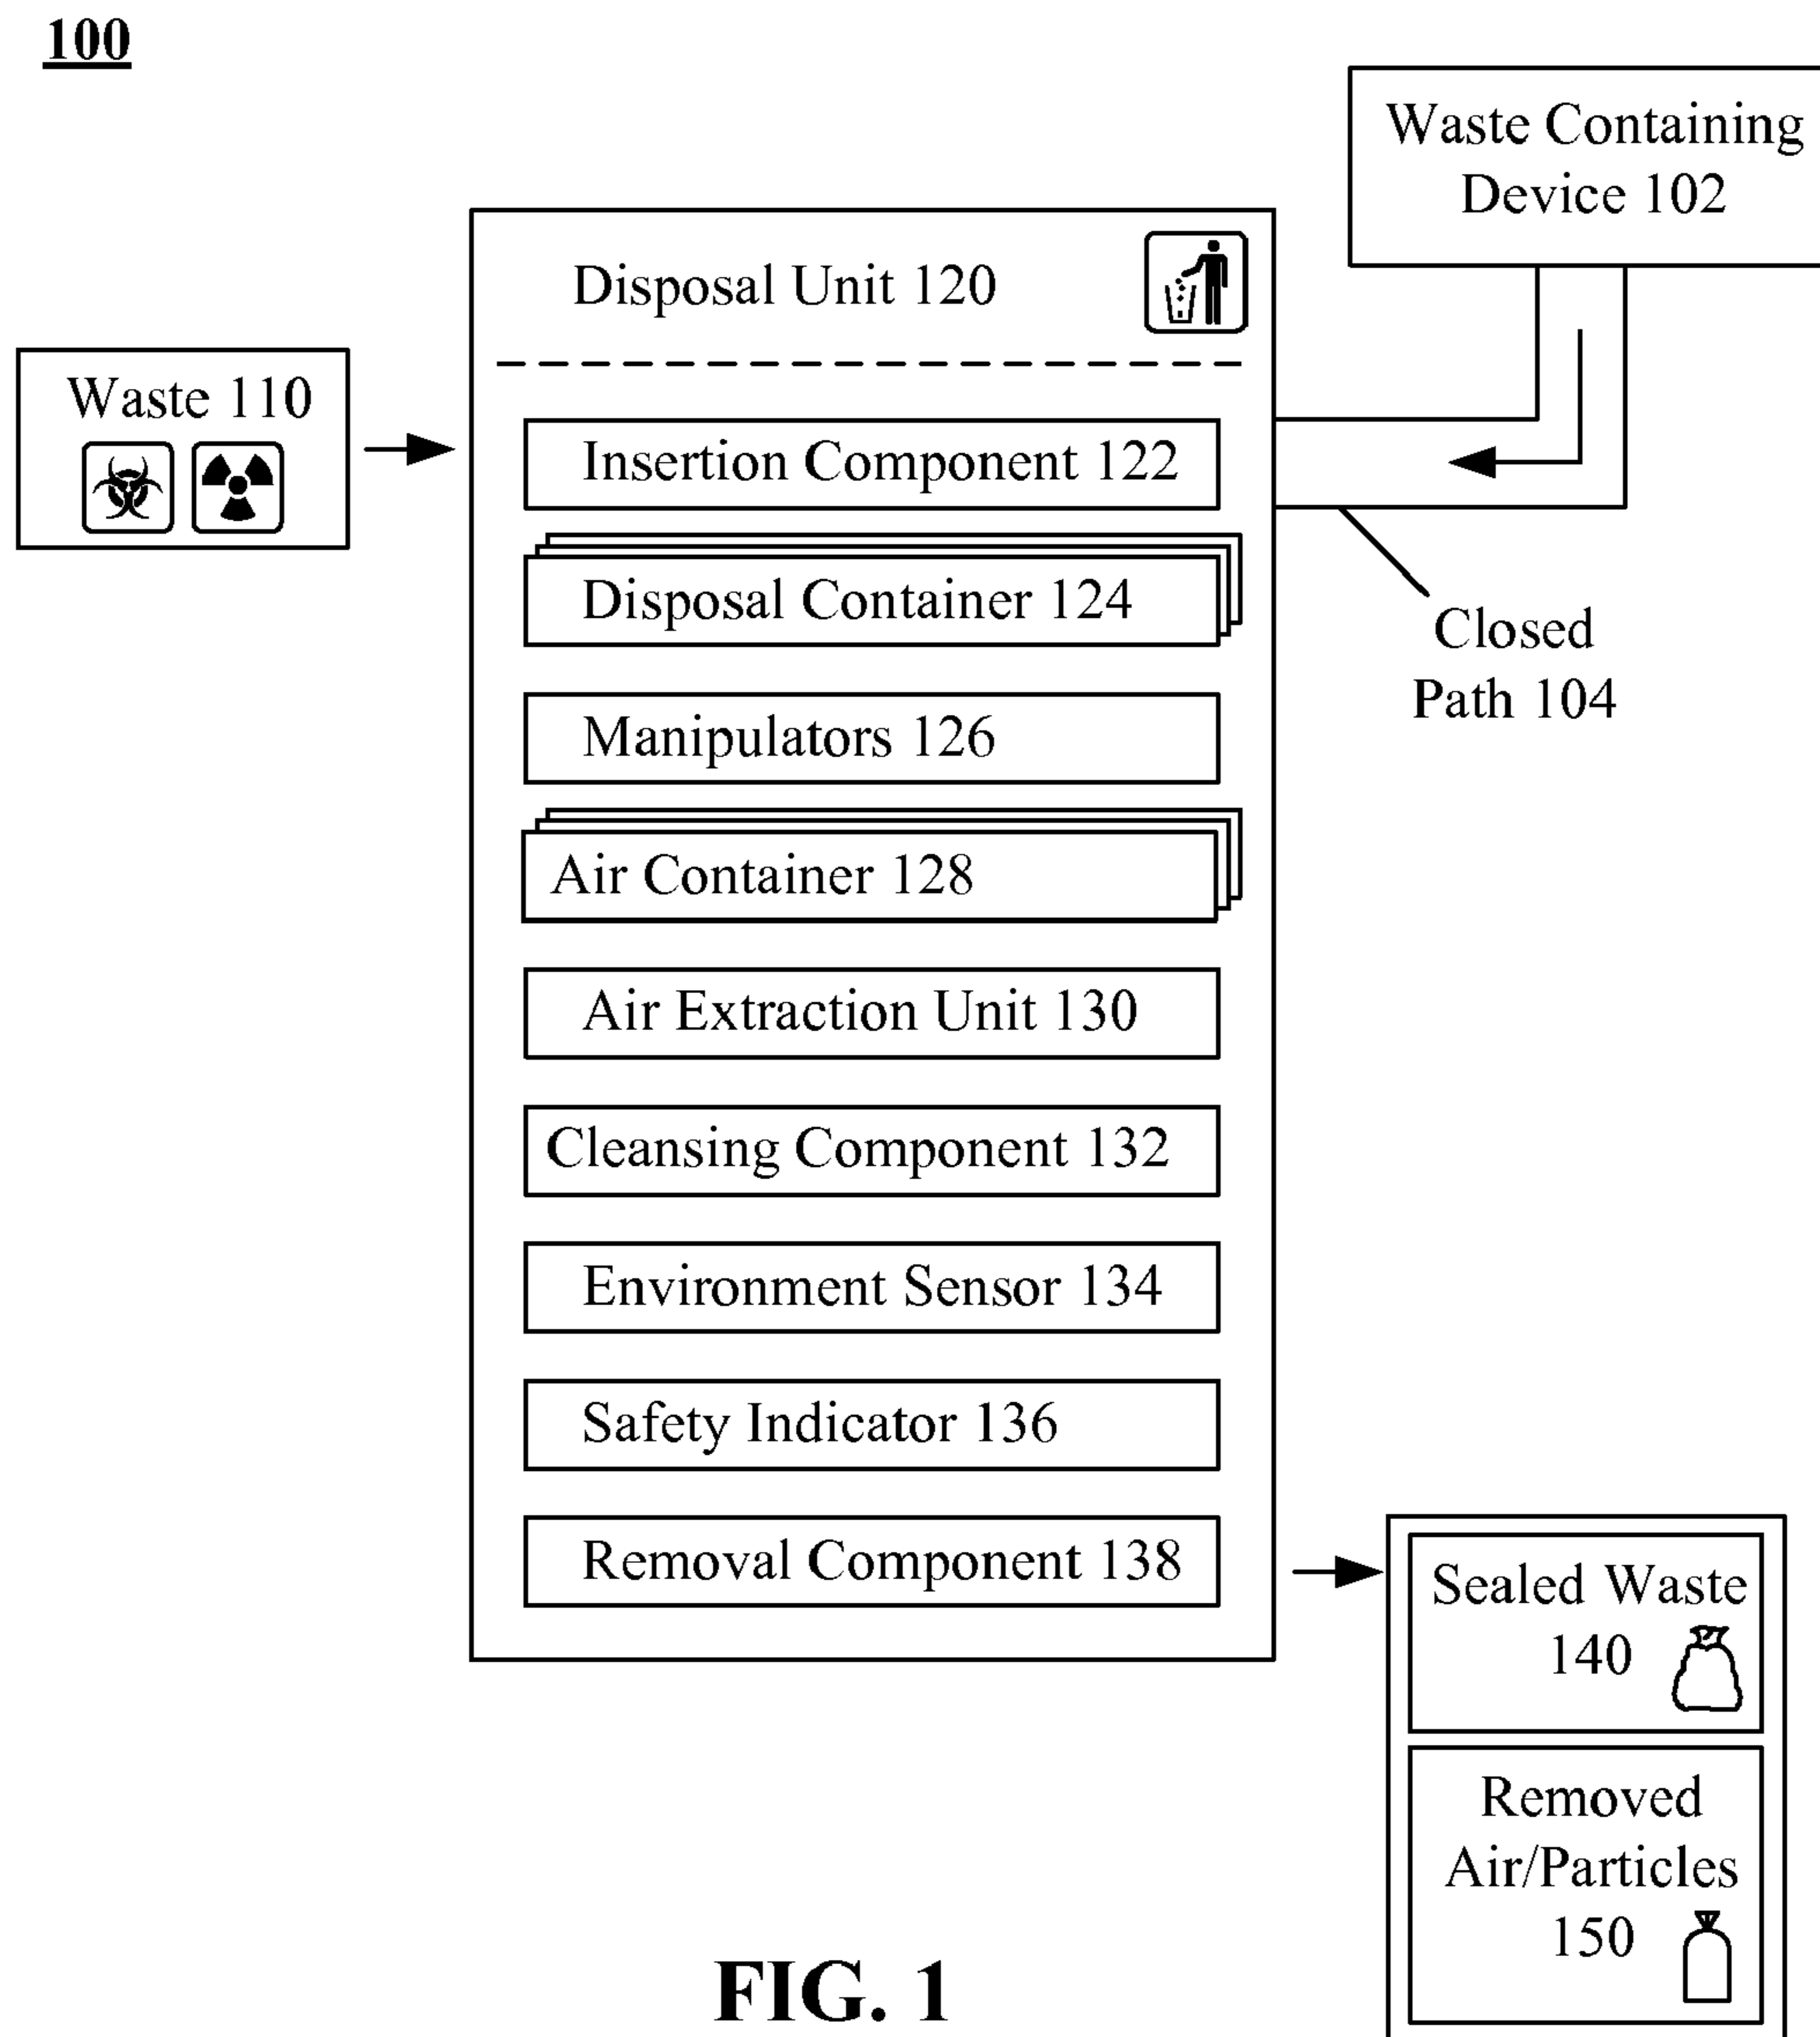 100
Waste Containing
Device 102
Disposal Unit 120
Waste 110
Insertion Component 122
Disposal Container 124
Closed
Path 104
Manipulators 126
Air Container 128
Air Extraction Unit 130
Cleansing Component 132
Environment Sensor 134
Safety Indicator 136
Removal Component 138
Sealed Waste
140
Removed
Air/Particles
150
FIG. 1